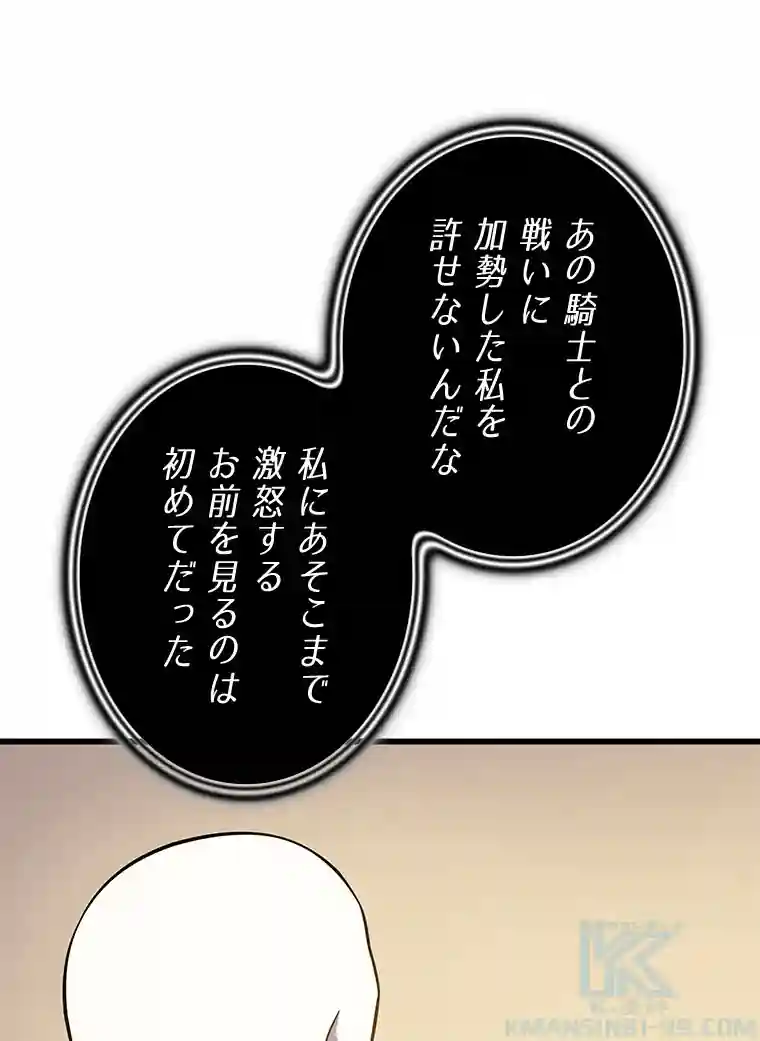 あの騎士との
戦いに
加勢した私を
許せないんだな
私にあそこまで
激怒する
お前を見るのは
初めてだった